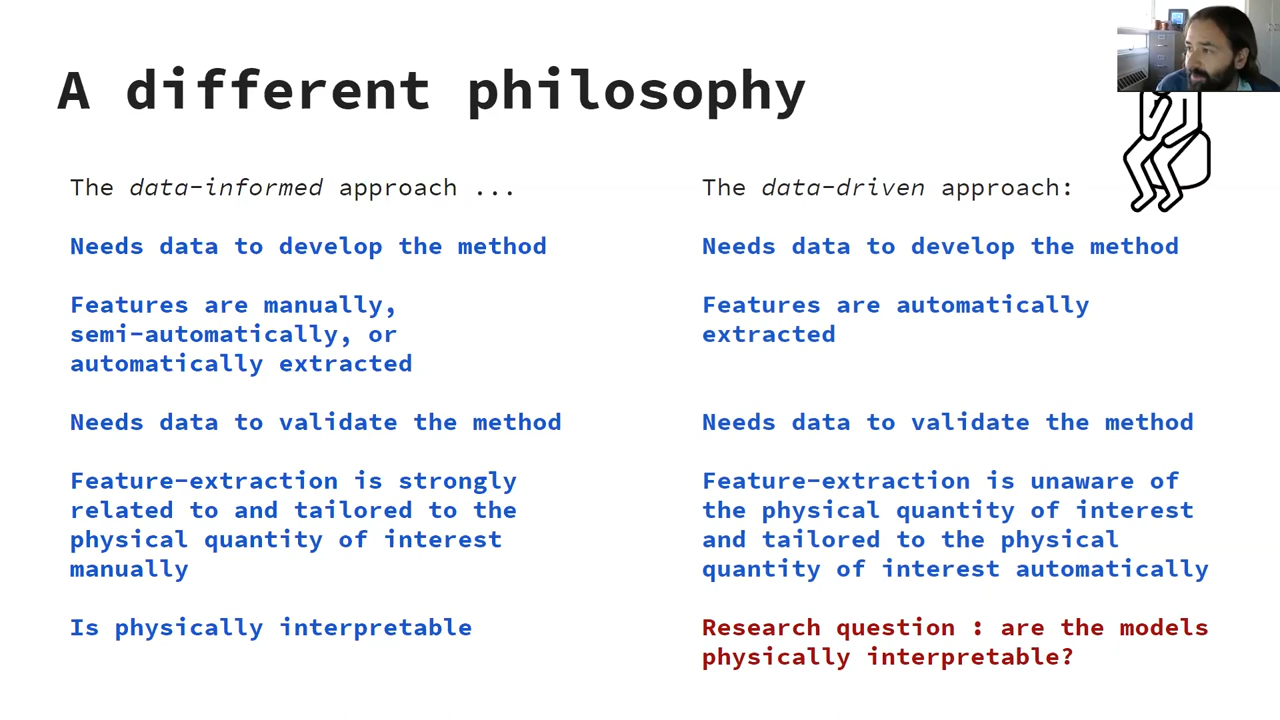 A different philosophy
The data-informed approach ...
Needs data to develop the method
Features are manually,
semi-automatically, or
automatically extracted
Needs data to validate the method
Feature-extraction is strongly
related to and tailored to the
physical quantity of interest
manually
Is physically interpretable
The data-driven approach:
Needs data to develop the method
Features are automatically
extracted
Needs data to validate the method
Feature-extraction is unaware of
the physical quantity of interest
and tailored to the physical
quantity of interest automatically
Research question : are the models
physically interpretable?